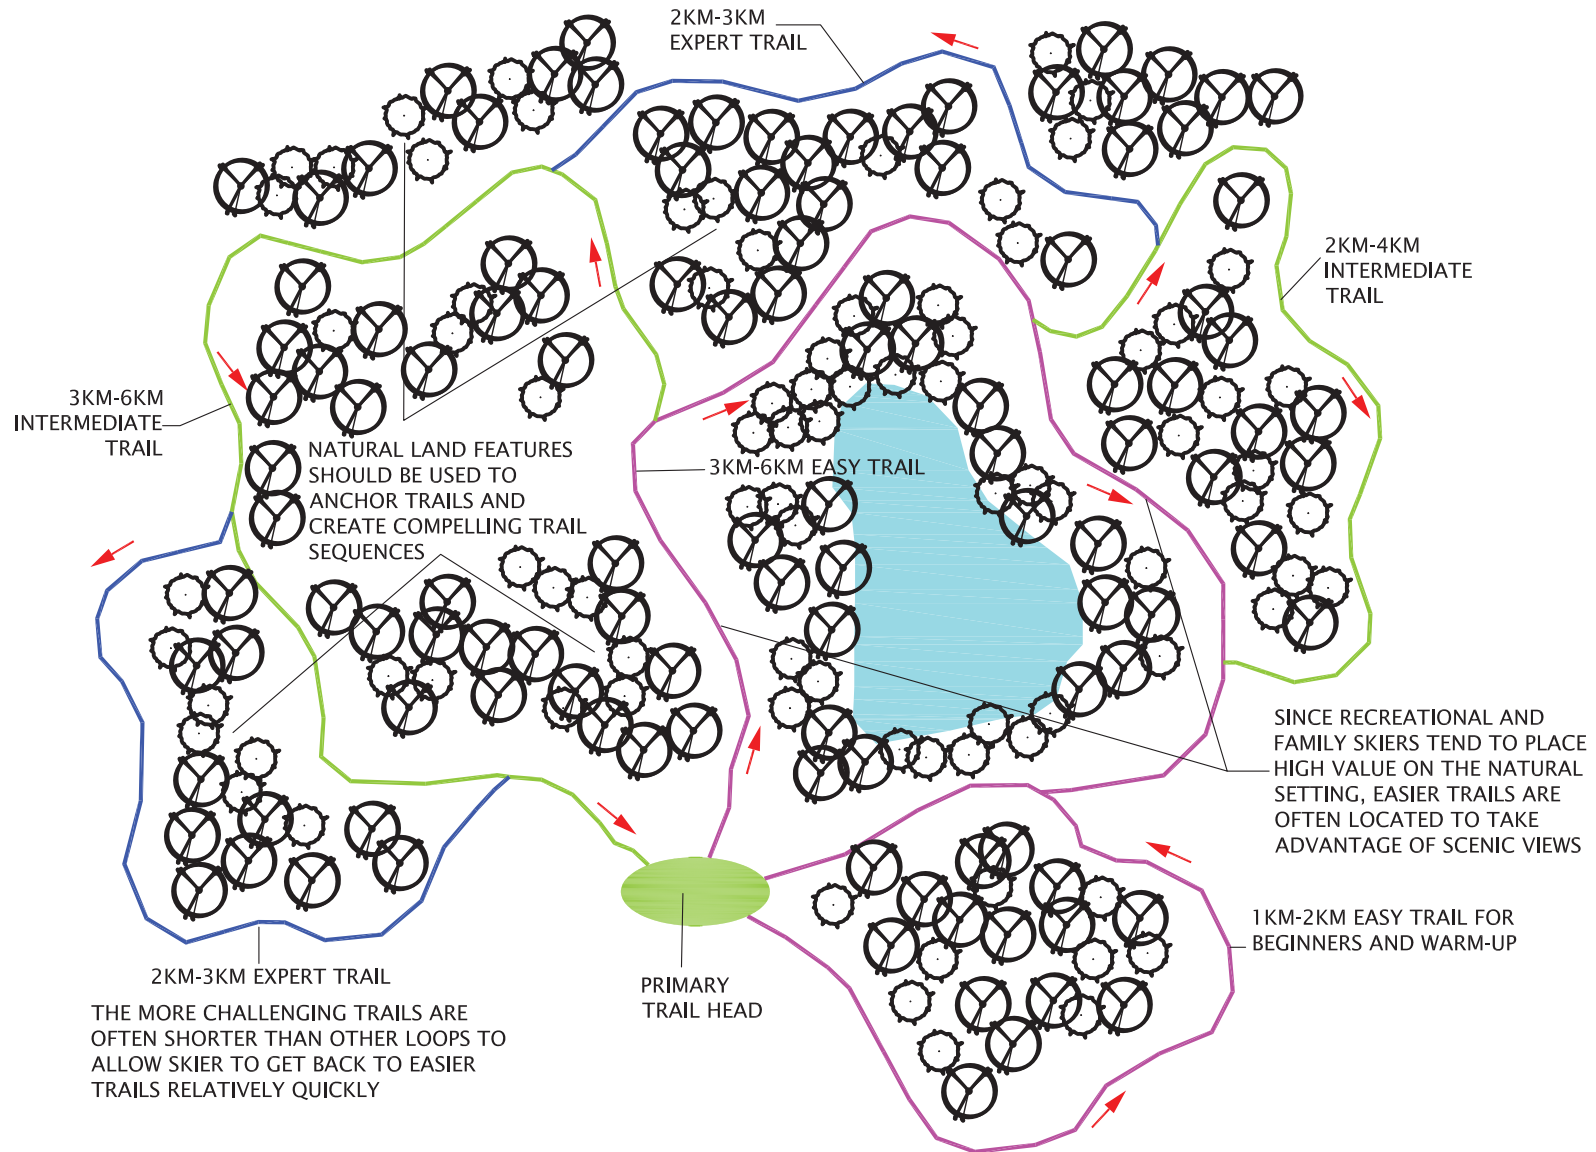 2KM-3KM
EXPERT TRAIL
2KM-4KM
INTERMEDIATE
TRAIL
3KM-6KM
INTERMEDIATE
TRAIL
NATURAL LAND FEATURES
SHOULD BE USED TO
ANCHOR TRAILS AND
CREATE COMPELLING TRAIL
SEQUENCES
3KM-6KM EASY TRAIL
SINCE RECREATIONAL AND
FAMILY SKIERS TEND TO PLACE
HIGH VALUE ON THE NATURAL
SETTING, EASIER TRAILS ARE
OFTEN LOCATED TO TAKE
ADVANTAGE OF SCENIC VIEWS
1KM-2KM EASY TRAIL FOR
BEGINNERS AND WARM-UP
PRIMARY
TRAIL HEAD
2KM-3KM EXPERT TRAIL
THE MORE CHALLENGING TRAILS ARE
OFTEN SHORTER THAN OTHER LOOPS TO
ALLOW SKIER TO GET BACK TO EASIER
TRAILS RELATIVELY QUICKLY